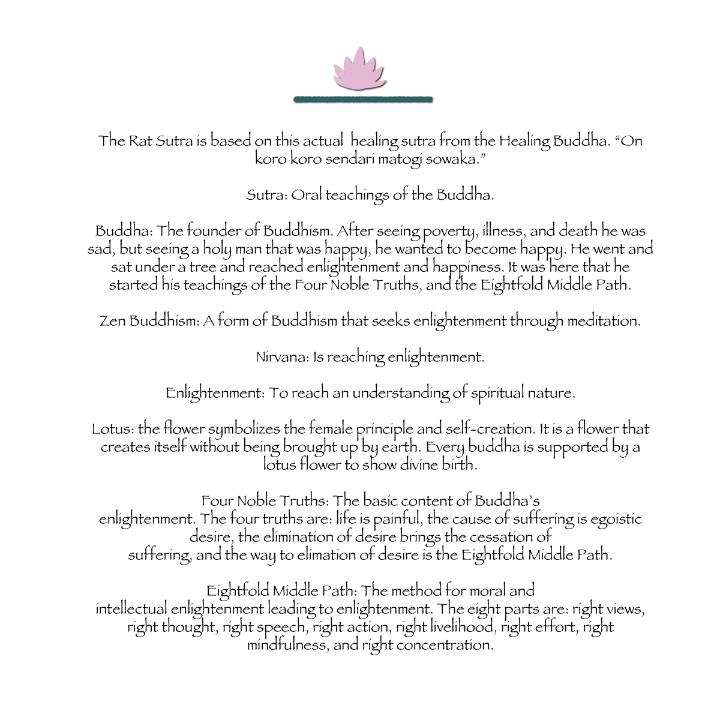 The Rat Sutra is based on this actual healing sutra from the Healing Buddha. “On
koro koro sendari matogi sowaka.”
Sutra: Oral teachings of the Buddha.
Buddha: The founder of Buddhism. After seeing poverty, illness, and death he was
sad, but seeing a holy man that was happy, he wanted to become happy. He went and
sat under a tree and reached enlightenment and happiness. It was here that he
started his teachings of the Four Noble Truths, and the Eightfold Middle Path.
Zen Buddhism: A form of Buddhism that seeks enlightenment through meditation.
Nirvana: Is reaching enlightenment.
Enlightenment: To reach an understanding of spiritual nature.
Lotus: the flower symbolizes the female principle and self-creation. It is a flower that
creates itself without being brought up by earth. Every buddha is supported by a
lotus flower to show divine birth.
Four Noble Truths: The basic content of Buddha’s
enlightenment. The four truths are: life is painful, the cause of suffering is egoistic
desire, the elimination of desire brings the cessation of
suffering, and the way to elimation of desire is the Eightfold Middle Path.
Eightfold Middle Path: The method for moral and
intellectual enlightenment leading to enlightenment. The eight parts are: right views,
right thought, right speech, right action, right livelihood, right effort, right
mindfulness, and right concentration.